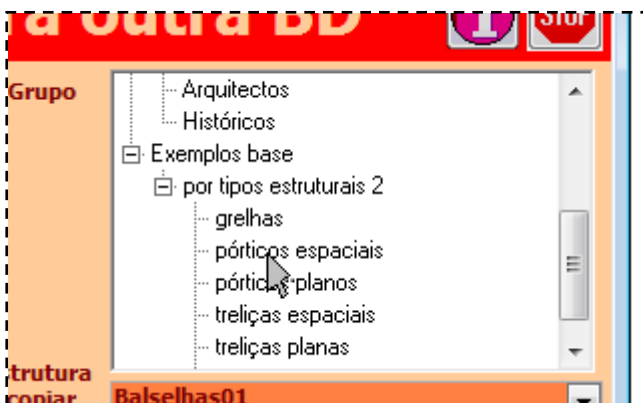 a outra BD
STOP
Grupo
Arquitectos
Históricos
Exemplos base
por tipos estruturais 2
grelhas
pórticos espaciais
pórticos planos
treliças espaciais
treliças planas
trutura
copiar
Balselhas01